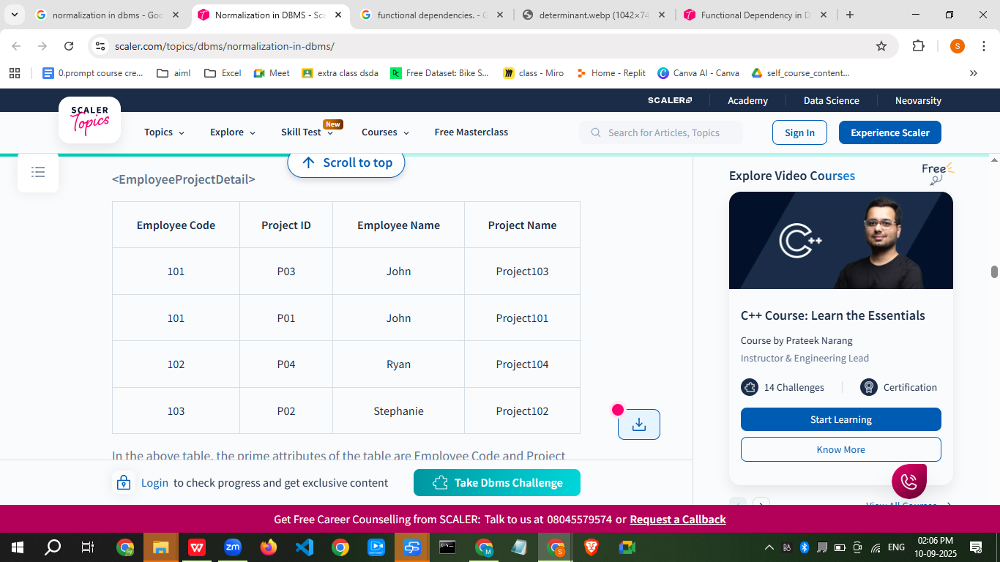 normalization in dbms - Goo
Normalization in DBMS - Sca
functional dependencies. - G
determinant.webp (1042×74
Functional Dependency in D
scaler.com/topics/dbms/normalization-in-dbms/
S
0.prompt course cre...
aiml
Excel
Meet
extra class dsda
Free Dataset: Bike S...
class - Miro
Home - Replit
Canva AI - Canva
self_course_content...
SCALER
Academy
Data Science
Neovarsity
SCALER
Topics
Topics
Explore
Skill Test
New
Courses
Free Masterclass
Search for Articles, Topics
Sign In
Experience Scaler
Scroll to top
<EmployeeProjectDetail>
Employee Code Project ID Employee Name Project Name
101 P03 John Project103
101 P01 John Project101
102 P04 Ryan Project104
103 P02 Stephanie Project102
In the above table, the prime attributes of the table are Employee Code and Project
Explore Video Courses
Free
C++
C++ Course: Learn the Essentials
Course by Prateek Narang
Instructor & Engineering Lead
14 Challenges
Certification
Start Learning
Know More
View All Courses
Login to check progress and get exclusive content
Take Dbms Challenge
Get Free Career Counselling from SCALER: Talk to us at 08045579574 or Request a Callback
ENG
02:06 PM
10-09-2025